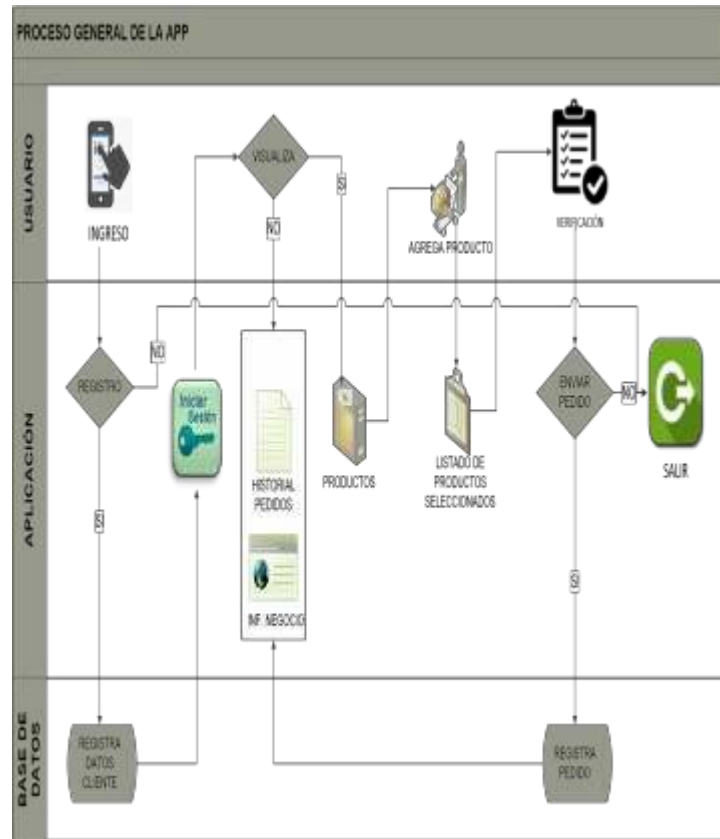 PROCESO GENERAL DE LA APP
USUARIO
INGRESO
VISUALIZA
SI
NO
AGREGA PRODUCTO
VERIFICACIÓN
APLICACIÓN
REGISTRO
NO
SI
Iniciar
Sesión
HISTORIAL
PEDIDOS
INF. NEGOCIO
PRODUCTOS
LISTADO DE
PRODUCTOS
SELECCIONADOS
ENVIAR
PEDIDO
NO
SI
SALIR
BASE DE
DATOS
REGISTRA
DATOS
CLIENTE
REGISTRA
PEDIDO